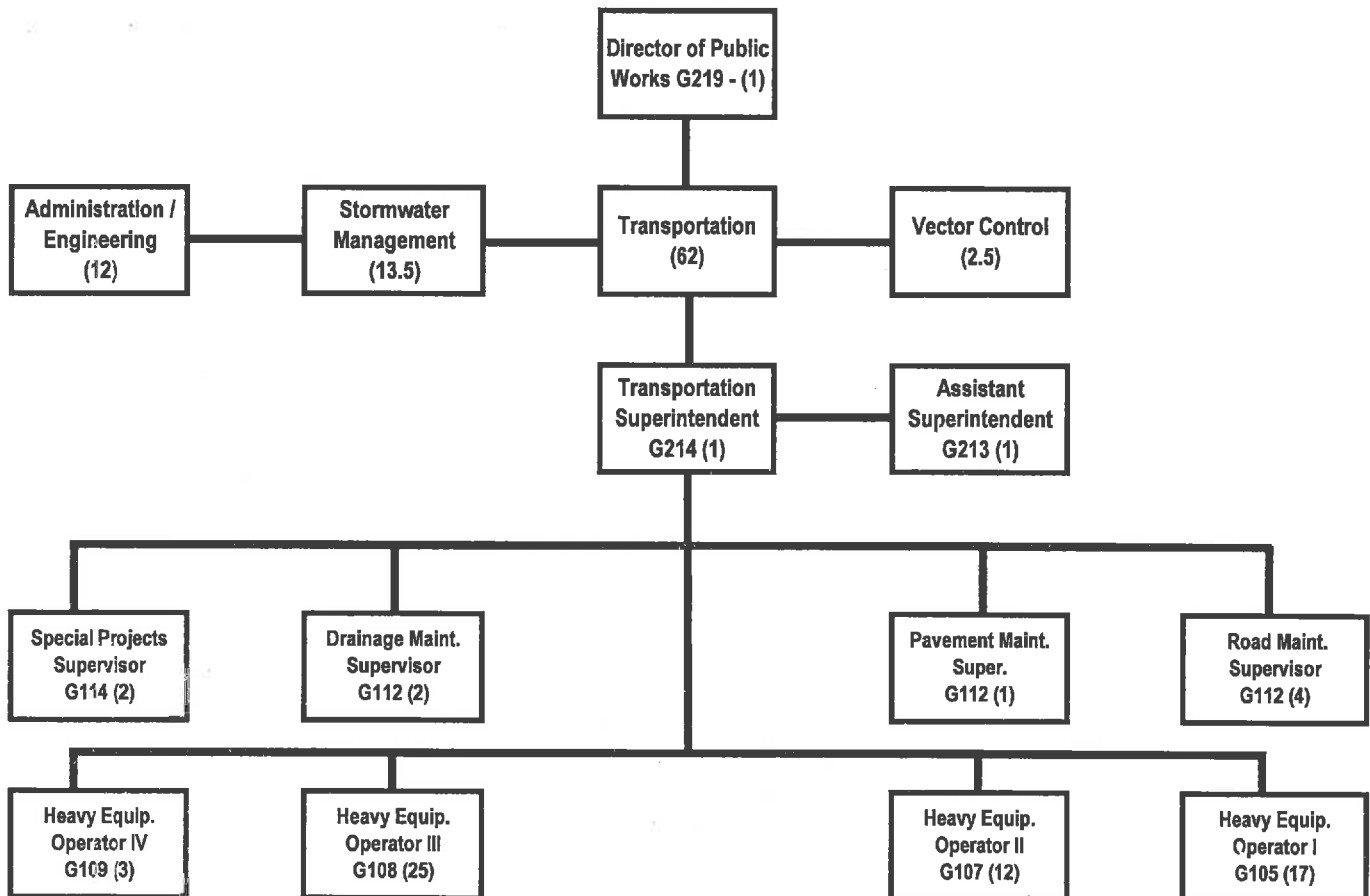 Director of Public
Works G219 - (1)
Administration /
Engineering
(12)
Stormwater
Management
(13.5)
Transportation
(62)
Vector Control
(2.5)
Transportation
Superintendent
G214 (1)
Assistant
Superintendent
G213 (1)
Special Projects
Supervisor
G114 (2)
Drainage Maint.
Supervisor
G112 (2)
Pavement Maint.
Super.
G112 (1)
Road Maint.
Supervisor
G112 (4)
Heavy Equip.
Operator IV
G109 (3)
Heavy Equip.
Operator III
G108 (25)
Heavy Equip.
Operator II
G107 (12)
Heavy Equip.
Operator I
G105 (17)